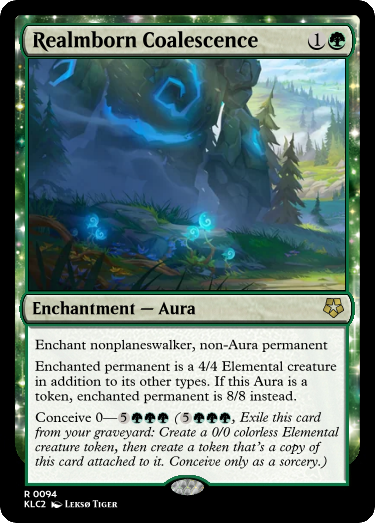 Realmborn Coalescence 1
Enchantment — Aura
Enchant nonplaneswalker, non-Aura permanent
Enchanted permanent is a 4/4 Elemental creature
in addition to its other types. If this Aura is a
token, enchanted permanent is 8/8 instead.
Conceive 0—5 (5, Exile this card
from your graveyard: Create a 0/0 colorless Elemental
creature token, then create a token that's a copy of
this card attached to it. Conceive only as a sorcery.)
R 0094
KLC2 Leksø Tiger